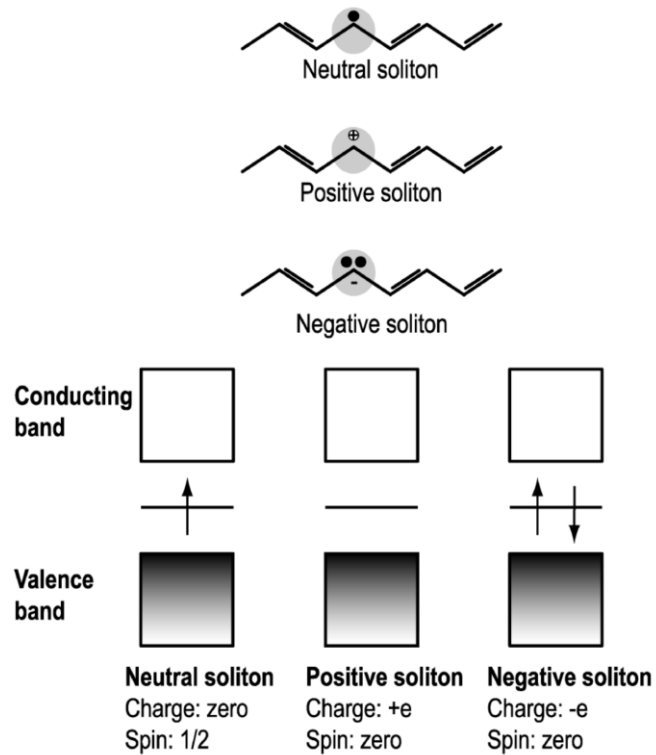 Neutral soliton
⊕
Positive soliton
-
Negative soliton
Conducting
band
Valence
band
Neutral soliton
Charge: zero
Spin: 1/2
Positive soliton
Charge: +e
Spin: zero
Negative soliton
Charge: -e
Spin: zero